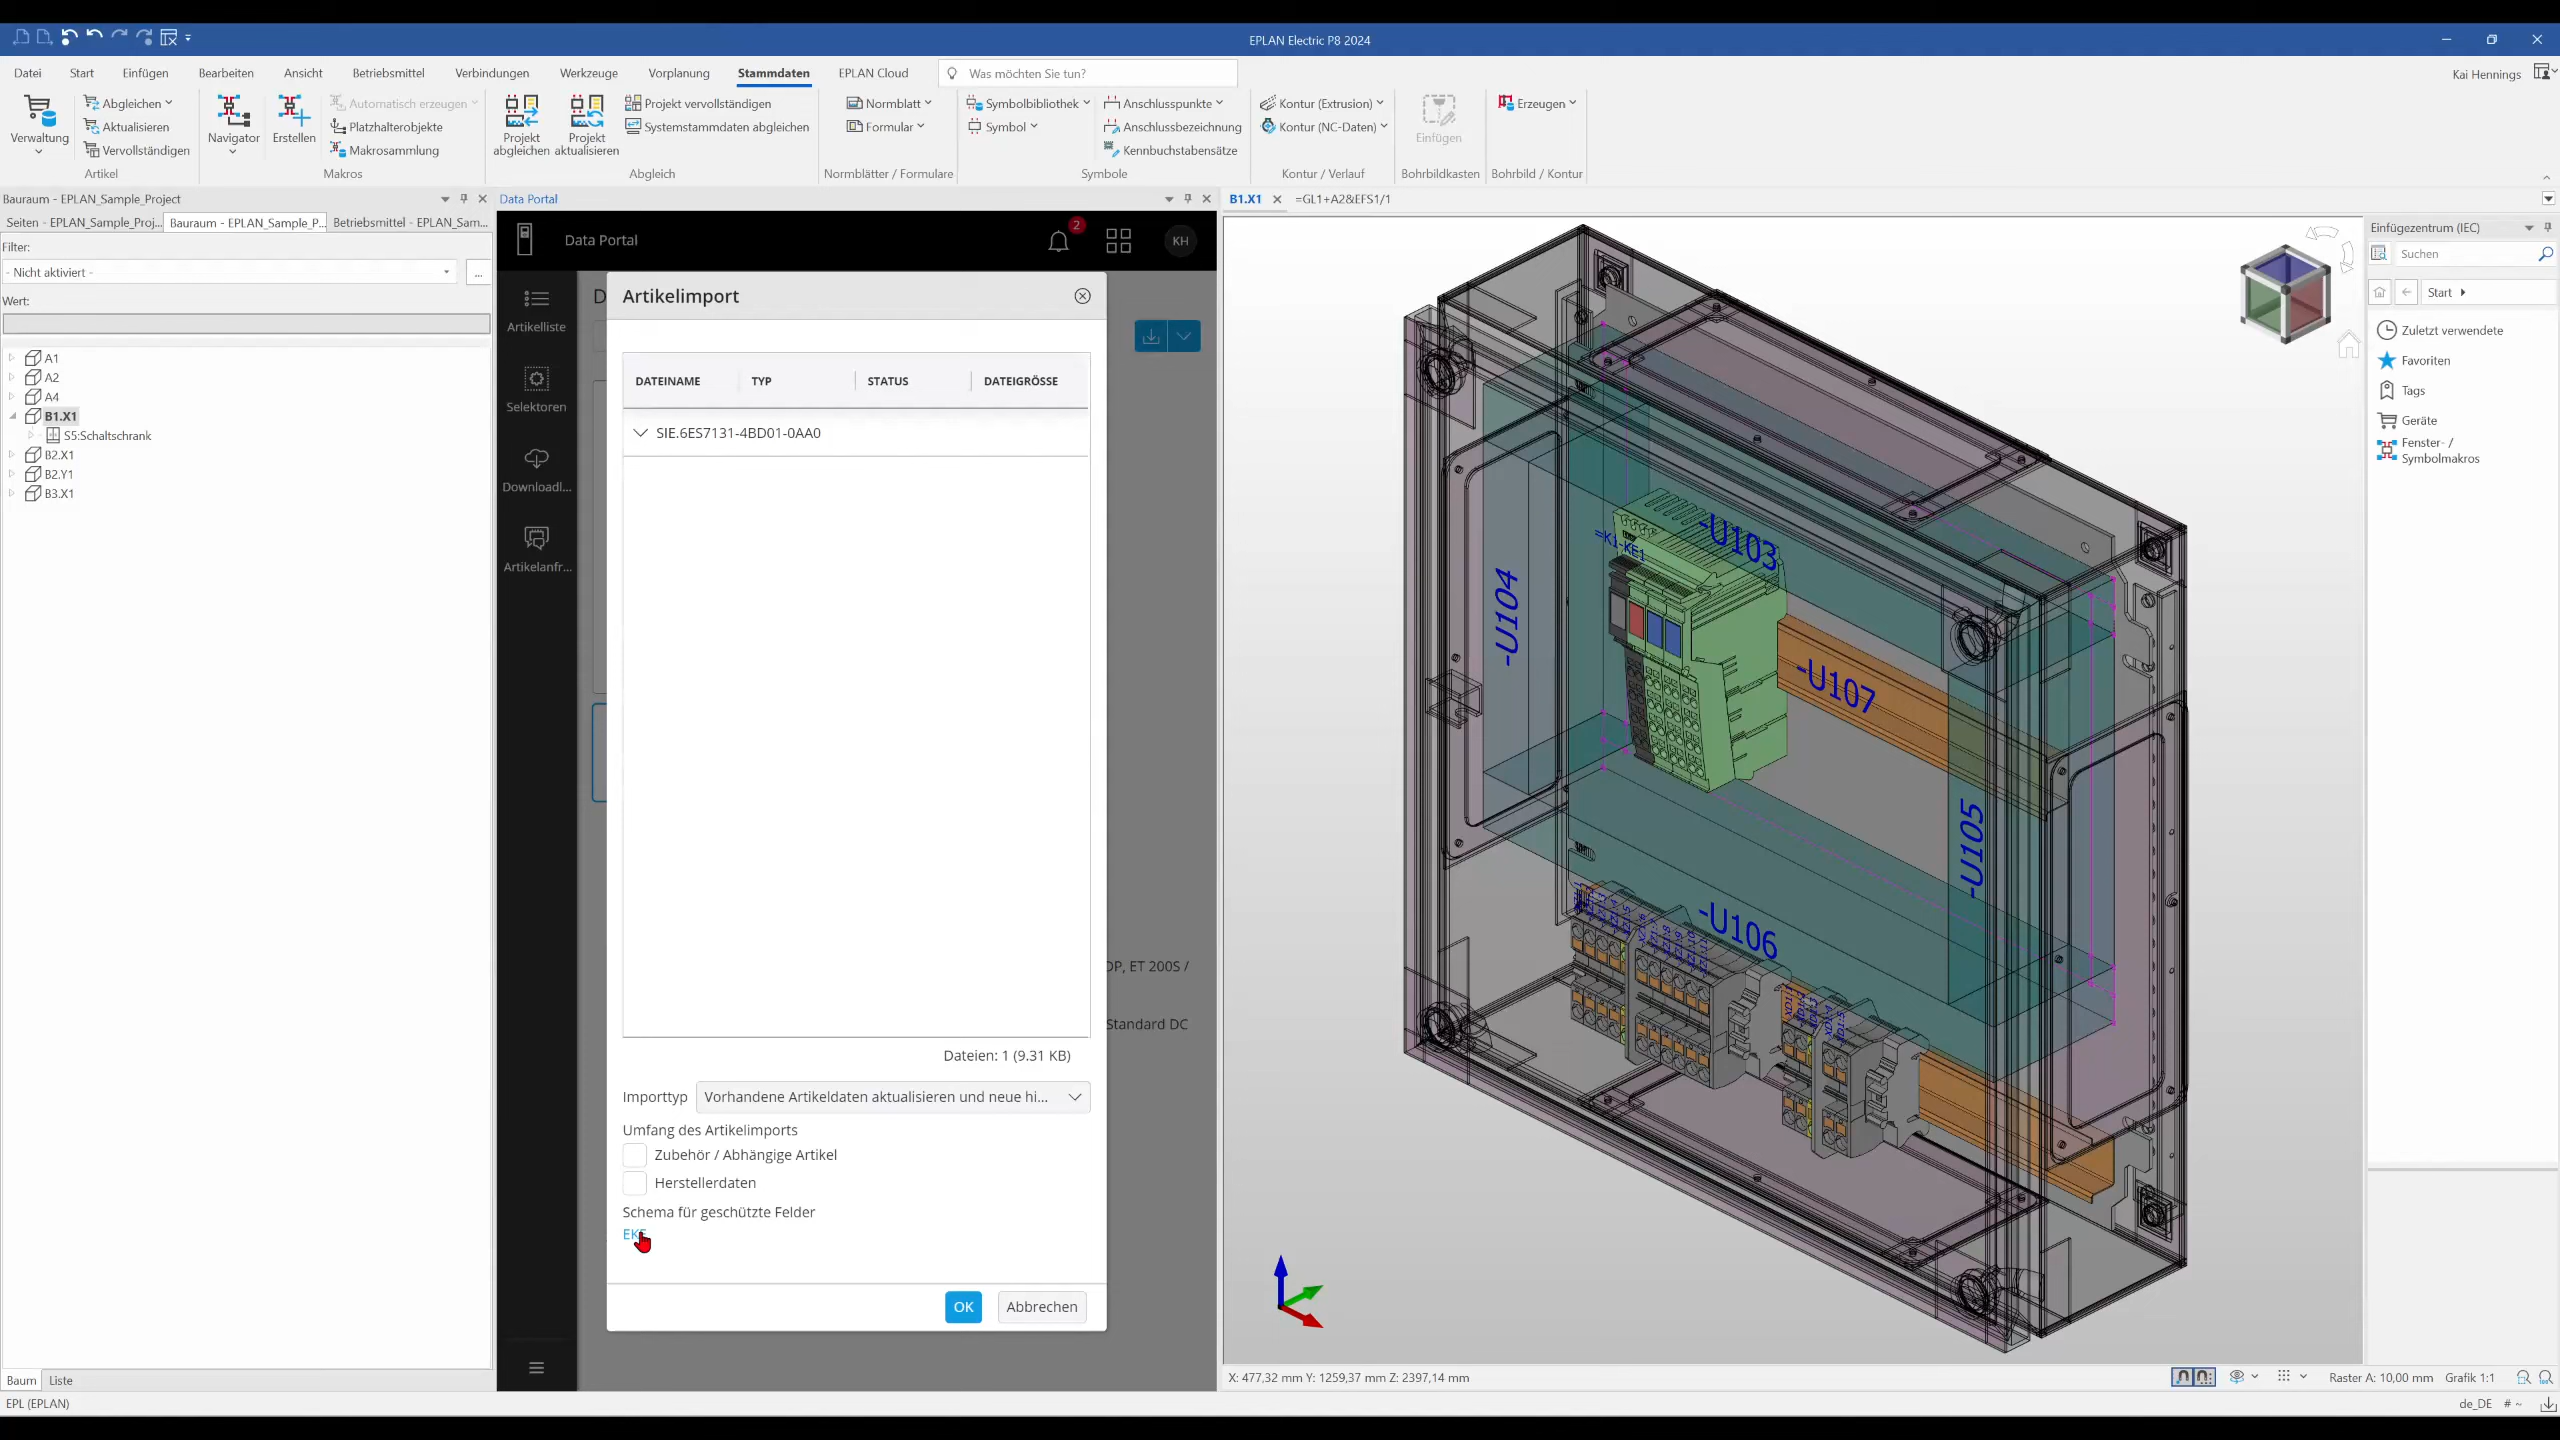 EPLAN Electric P8 2024
Datei Start Einfügen Bearbeiten Ansicht Betriebsmittel Verbindungen Werkzeuge Vorplanung Stammdaten EPLAN Cloud Was möchten Sie tun? Kai Hennings
Verwaltung
Abgleichen
Aktualisieren
Vervollständigen
Artikel
Navigator
Erstellen
Automatisch erzeugen
Platzhalterobjekte
Makrosammlung
Makros
Projekt abgleichen
Projekt aktualisieren
Projekt vervollständigen
Systemstammdaten abgleichen
Abgleich
Normblatt
Formular
Normblätter / Formulare
Symbolbibliothek
Symbol
Anschlusspunkte
Anschlussbezeichnung
Kennbuchstabensätze
Symbole
Kontur (Extrusion)
Kontur (NC-Daten)
Kontur / Verlauf
Einfügen
Bohrbildkasten
Erzeugen
Bohrbild / Kontur
Bauraum - EPLAN_Sample_Project
Seiten - EPLAN_Sample_Proj... Bauraum - EPLAN_Sample_P... Betriebsmittel - EPLAN_Sam...
Filter:
- Nicht aktiviert -
...
Wert:
A1
A2
A4
B1.X1
S5:Schaltschrank
B2.X1
B2.Y1
B3.X1
Baum Liste
Data Portal
Data Portal
2
KH
Artikelliste
Selektoren
Downloadl...
Artikelanfr...
D
Artikelimport
DATEINAME TYP STATUS DATEIGRÖSSE
SIE.6ES7131-4BD01-0AA0
DP, ET 200S /
Standard DC
Dateien: 1 (9.31 KB)
Importtyp Vorhandene Artikeldaten aktualisieren und neue hi...
Umfang des Artikelimports
Zubehör / Abhängige Artikel
Herstellerdaten
Schema für geschützte Felder
OK Abbrechen
B1.X1 =GL1+A2&EFS1/1
-U103
=K1-KE1
-U104
-U107
-U105
-U106
X: 477,32 mm Y: 1259,37 mm Z: 2397,14 mm
Raster A: 10,00 mm Grafik 1:1
Einfügezentrum (IEC)
Suchen
Start
Zuletzt verwendete
Favoriten
Tags
Geräte
Fenster- /
Symbolmakros
EPL (EPLAN)
de_DE # ~